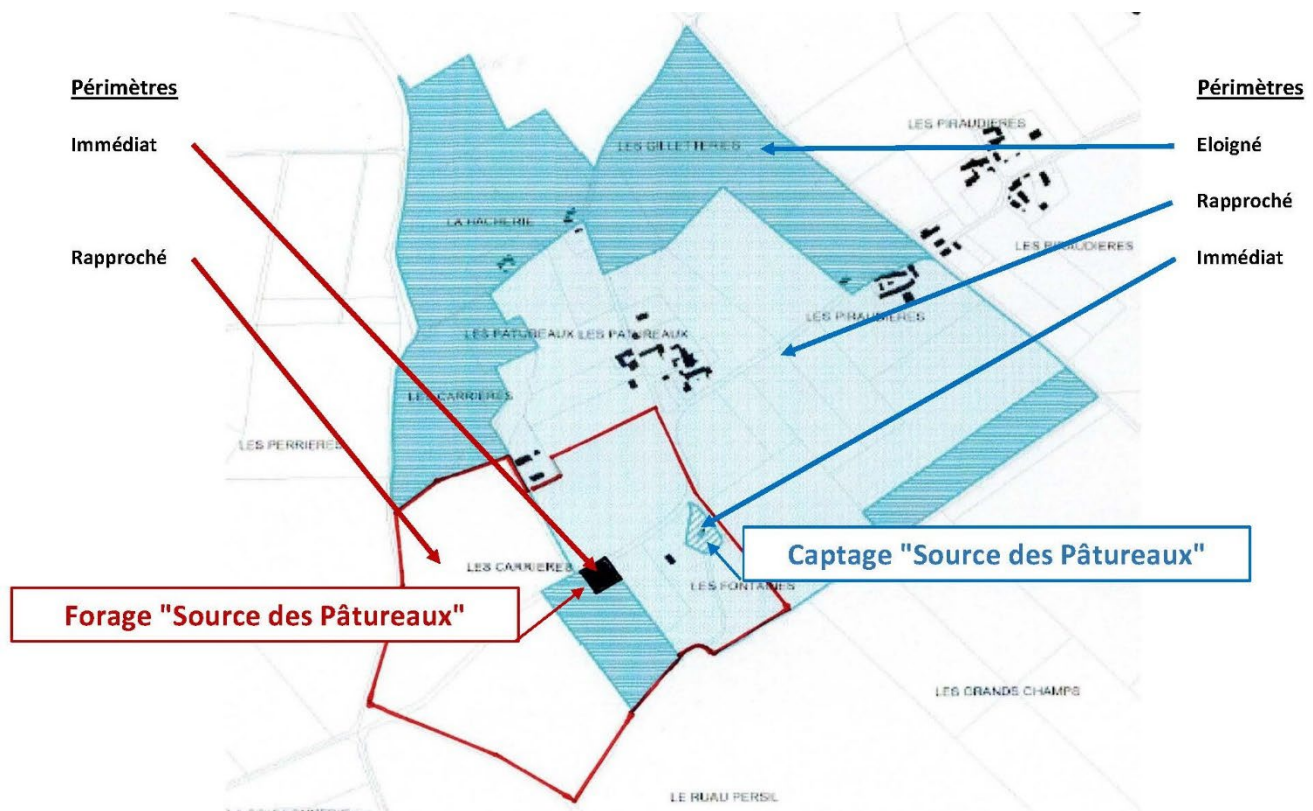 Périmètres
Immédiat
Rapproché
Périmètres
Eloigné
Rapproché
Immédiat
LES PIRAUDIERES
LES GILLETTERIES
LA HACHERIE
LES PIRAUDIERES
LES PIRAUDIERES
LES PATUREAUX LES PATUREAUX
LES CARRIERES
LES PERRIERES
LES CARRIERES
LES FONTAINES
Captage "Source des Pâtureaux"
Forage "Source des Pâtureaux"
LES GRANDS CHAMPS
LE RUAU PERSIL